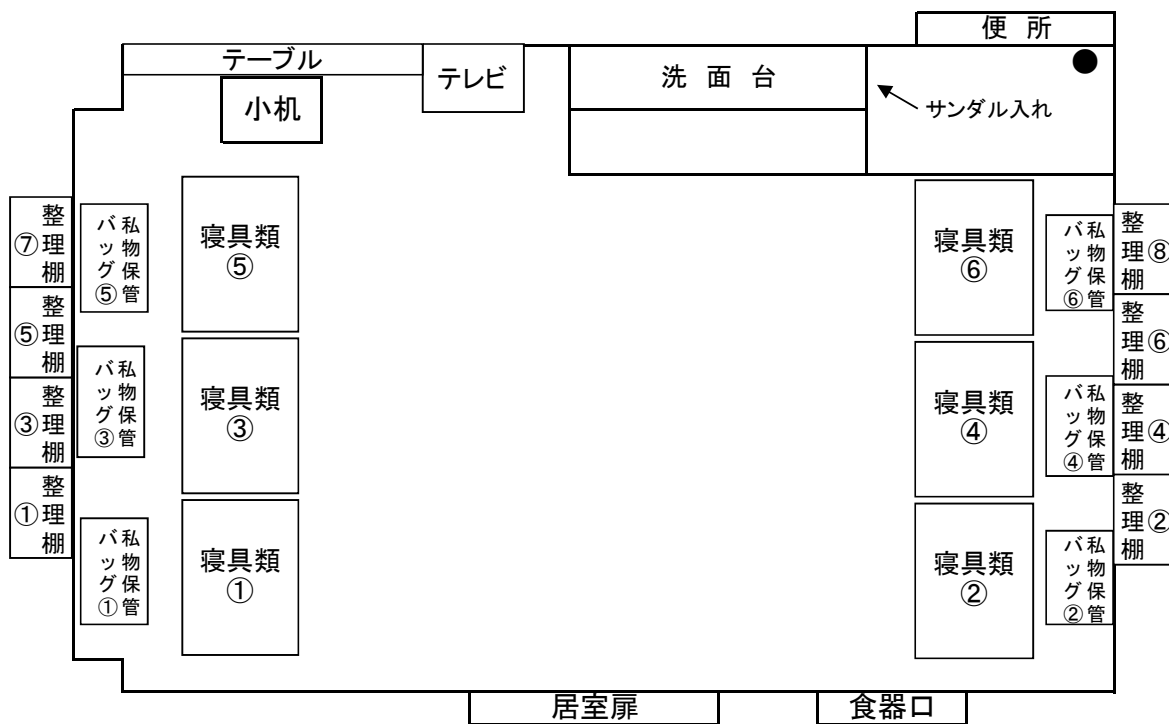 便所
テーブル
テレビ
洗面台
小机
サンダル入れ
整理棚⑦
私物保管バッグ⑤
寝具類
⑤
寝具類
⑥
私物保管バッグ⑥
整理棚⑧
整理棚⑤
整理棚⑥
私物保管バッグ③
寝具類
③
寝具類
④
私物保管バッグ④
整理棚③
整理棚④
整理棚①
整理棚②
私物保管バッグ①
寝具類
①
寝具類
②
私物保管バッグ②
居室扉
食器口